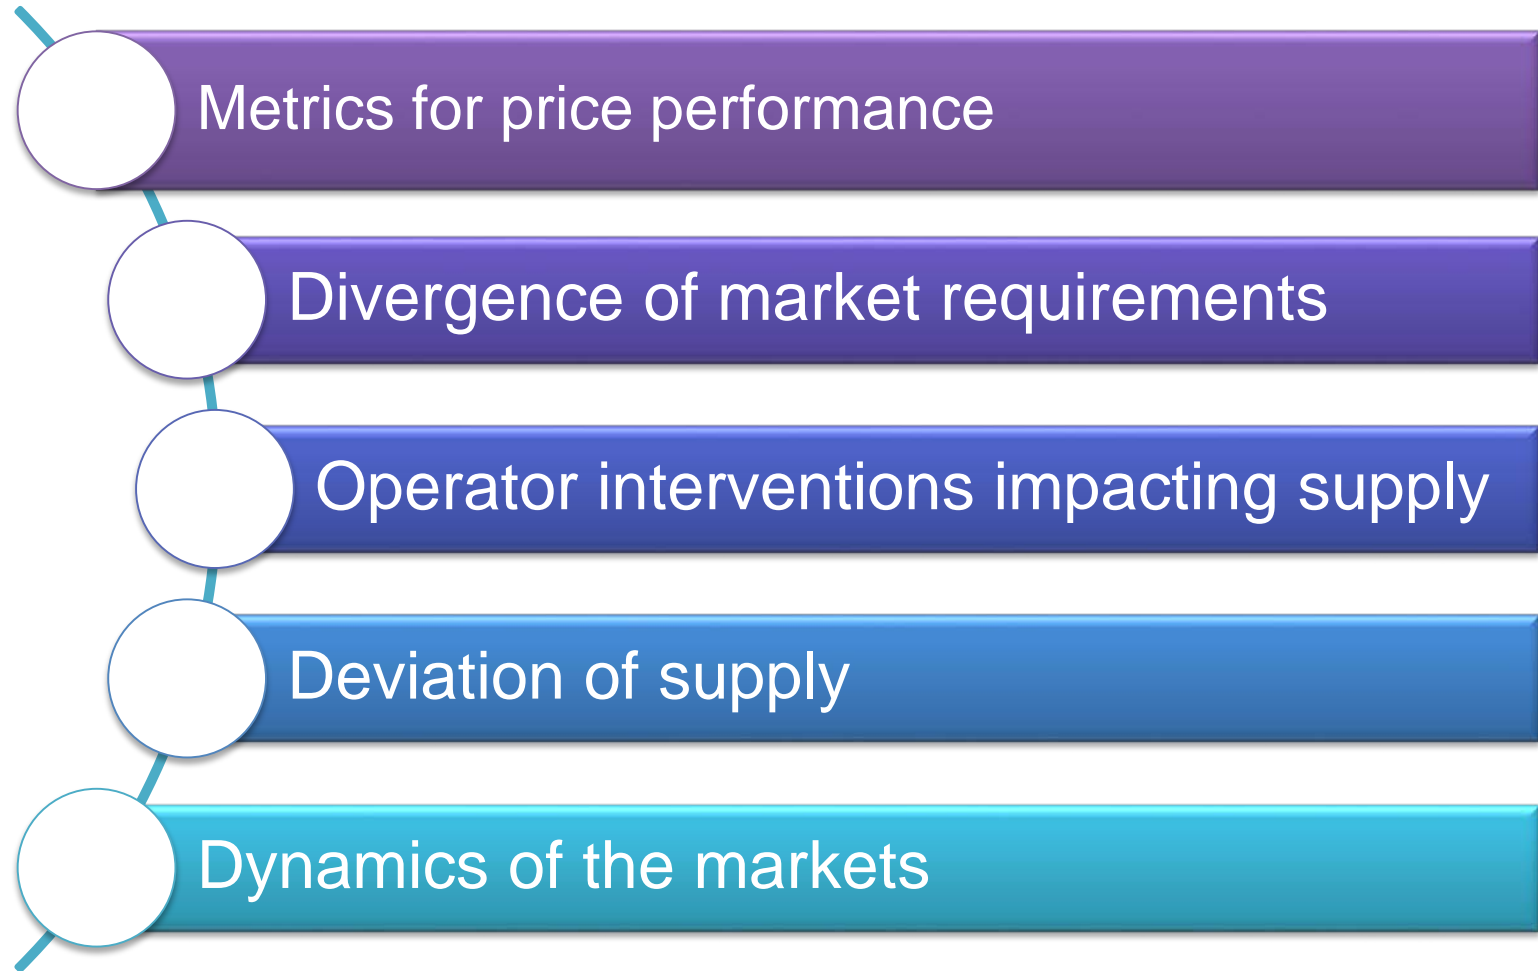 Metrics for price performance
Divergence of market requirements
Operator interventions impacting supply
Deviation of supply
Dynamics of the markets